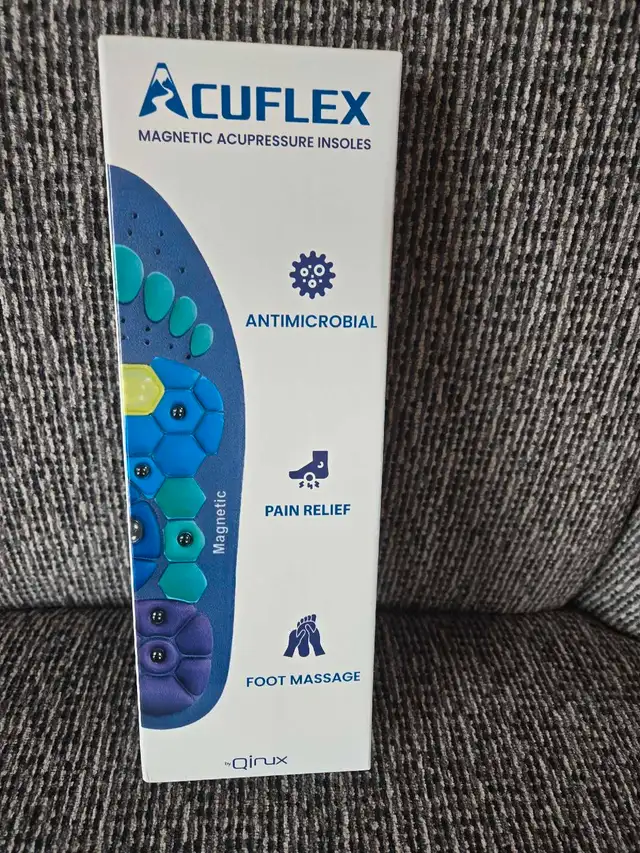 ACUFLEX
MAGNETIC ACUPRESSURE INSOLES
ANTIMICROBIAL
PAIN RELIEF
Magnetic
FOOT MASSAGE
by Qinux